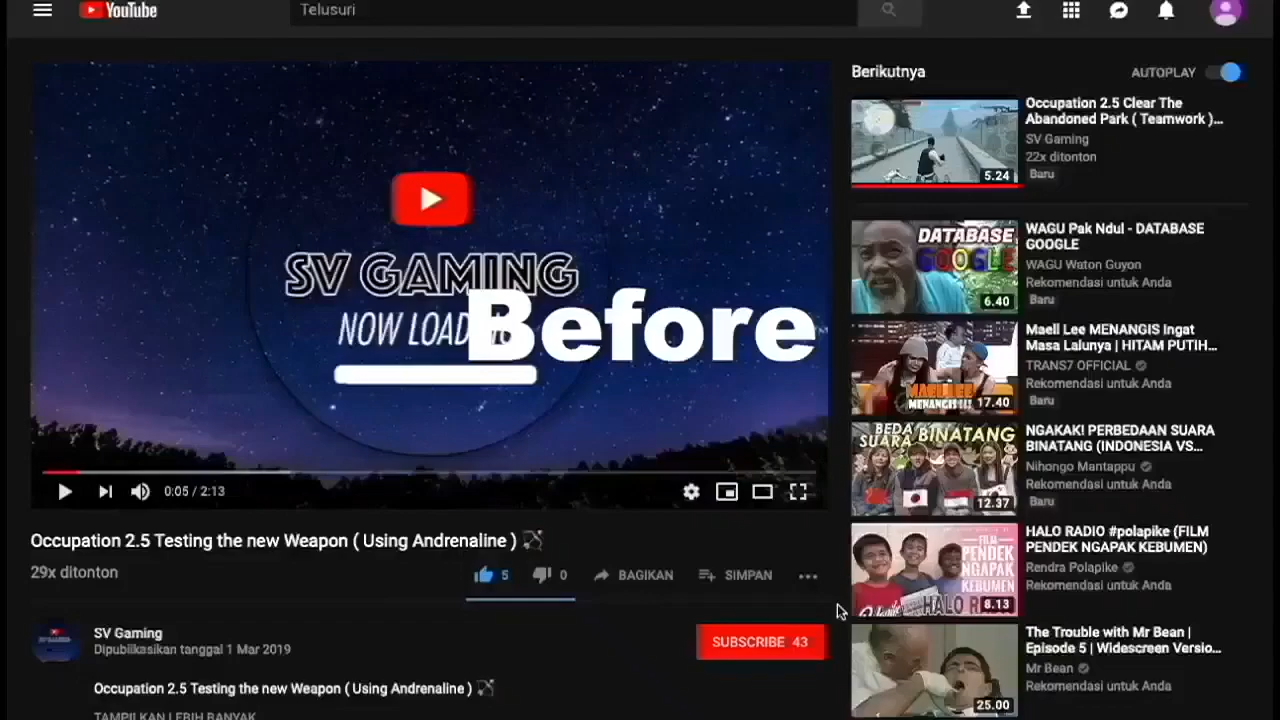 YouTube
Telusuri
SV GAMING
NOW LOAD
Before
0:05 / 2:13
Occupation 2.5 Testing the new Weapon ( Using Andrenaline )
29x ditonton
5
0
BAGIKAN
SIMPAN
SV Gaming
Dipublikasikan tanggal 1 Mar 2019
SUBSCRIBE 43
Occupation 2.5 Testing the new Weapon ( Using Andrenaline )
TAMPILKAN LEBIH BANYAK
Berikutnya
AUTOPLAY
5.24
Occupation 2.5 Clear The
Abandoned Park ( Teamwork )...
SV Gaming
22x ditonton
Baru
DATABASE
GOOGLE
6.40
WAGU Pak Ndul - DATABASE
GOOGLE
WAGU Waton Guyon
Rekomendasi untuk Anda
Baru
MAELL LEE
MENANGIS!!!
17.40
Maell Lee MENANGIS Ingat
Masa Lalunya | HITAM PUTIH...
TRANS7 OFFICIAL
Rekomendasi untuk Anda
Baru
BEDA
SUARA BINATANG
12.37
NGAKAK! PERBEDAAN SUARA
BINATANG (INDONESIA VS...
Nihongo Mantappu
Rekomendasi untuk Anda
Baru
FILM
PENDEK
NGAPAK
KEBUMEN
HALO RA
8.13
HALO RADIO #polapike (FILM
PENDEK NGAPAK KEBUMEN)
Rendra Polapike
Rekomendasi untuk Anda
25.00
The Trouble with Mr Bean |
Episode 5 | Widescreen Versio...
Mr Bean
Rekomendasi untuk Anda